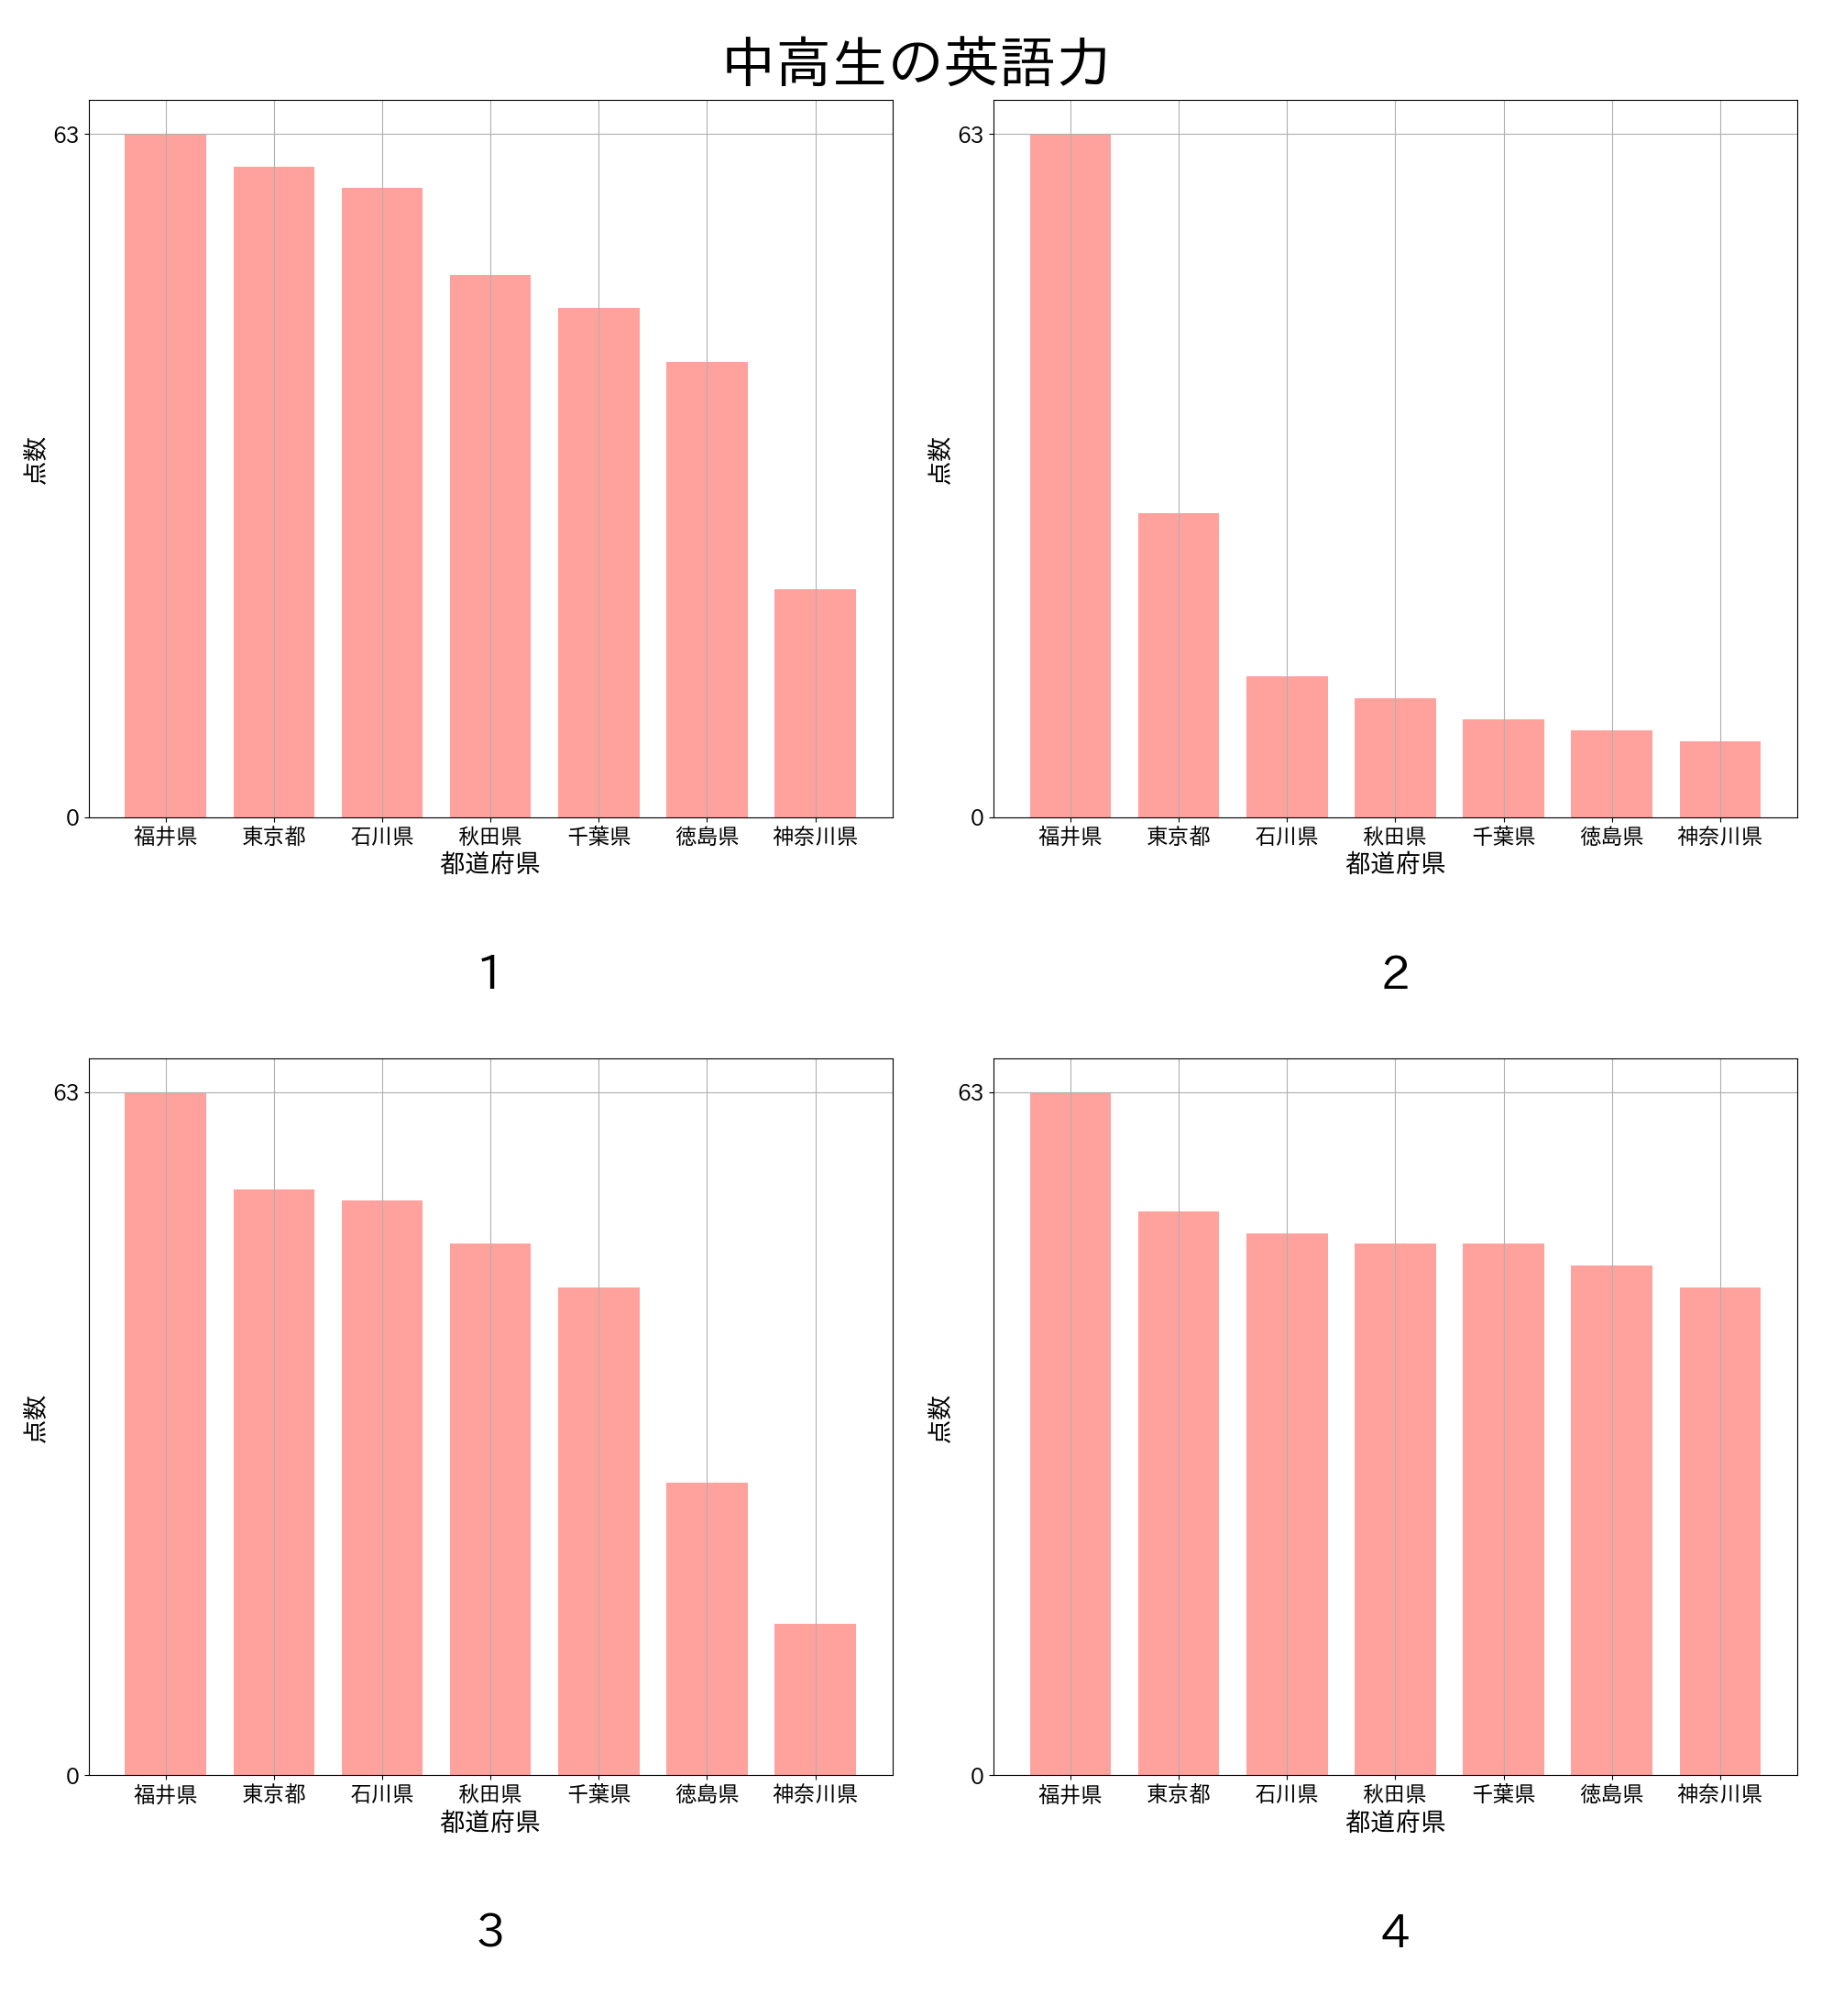 中高生の英語力
63
点数
0
福井県 東京都 石川県 秋田県 千葉県 徳島県 神奈川県
都道府県
1
63
点数
0
福井県 東京都 石川県 秋田県 千葉県 徳島県 神奈川県
都道府県
2
63
点数
0
福井県 東京都 石川県 秋田県 千葉県 徳島県 神奈川県
都道府県
3
63
点数
0
福井県 東京都 石川県 秋田県 千葉県 徳島県 神奈川県
都道府県
4